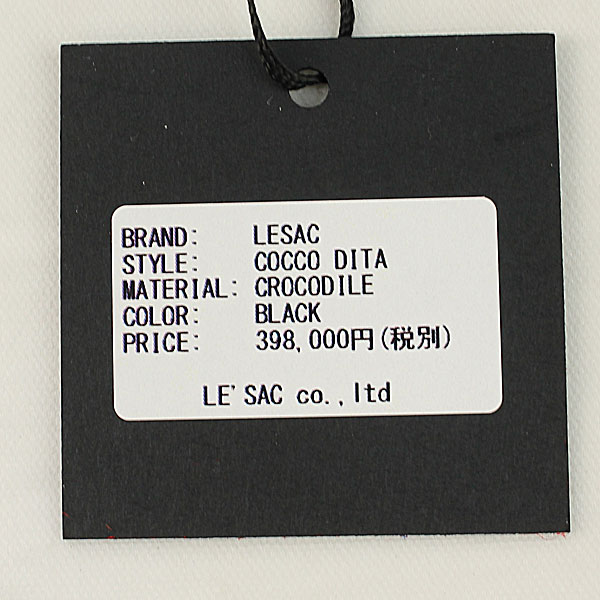 BRAND: LESAC
STYLE: COCCO DITA
MATERIAL: CROCODILE
COLOR: BLACK
PRICE: 398,000円(税別)
LE'SAC co.,ltd